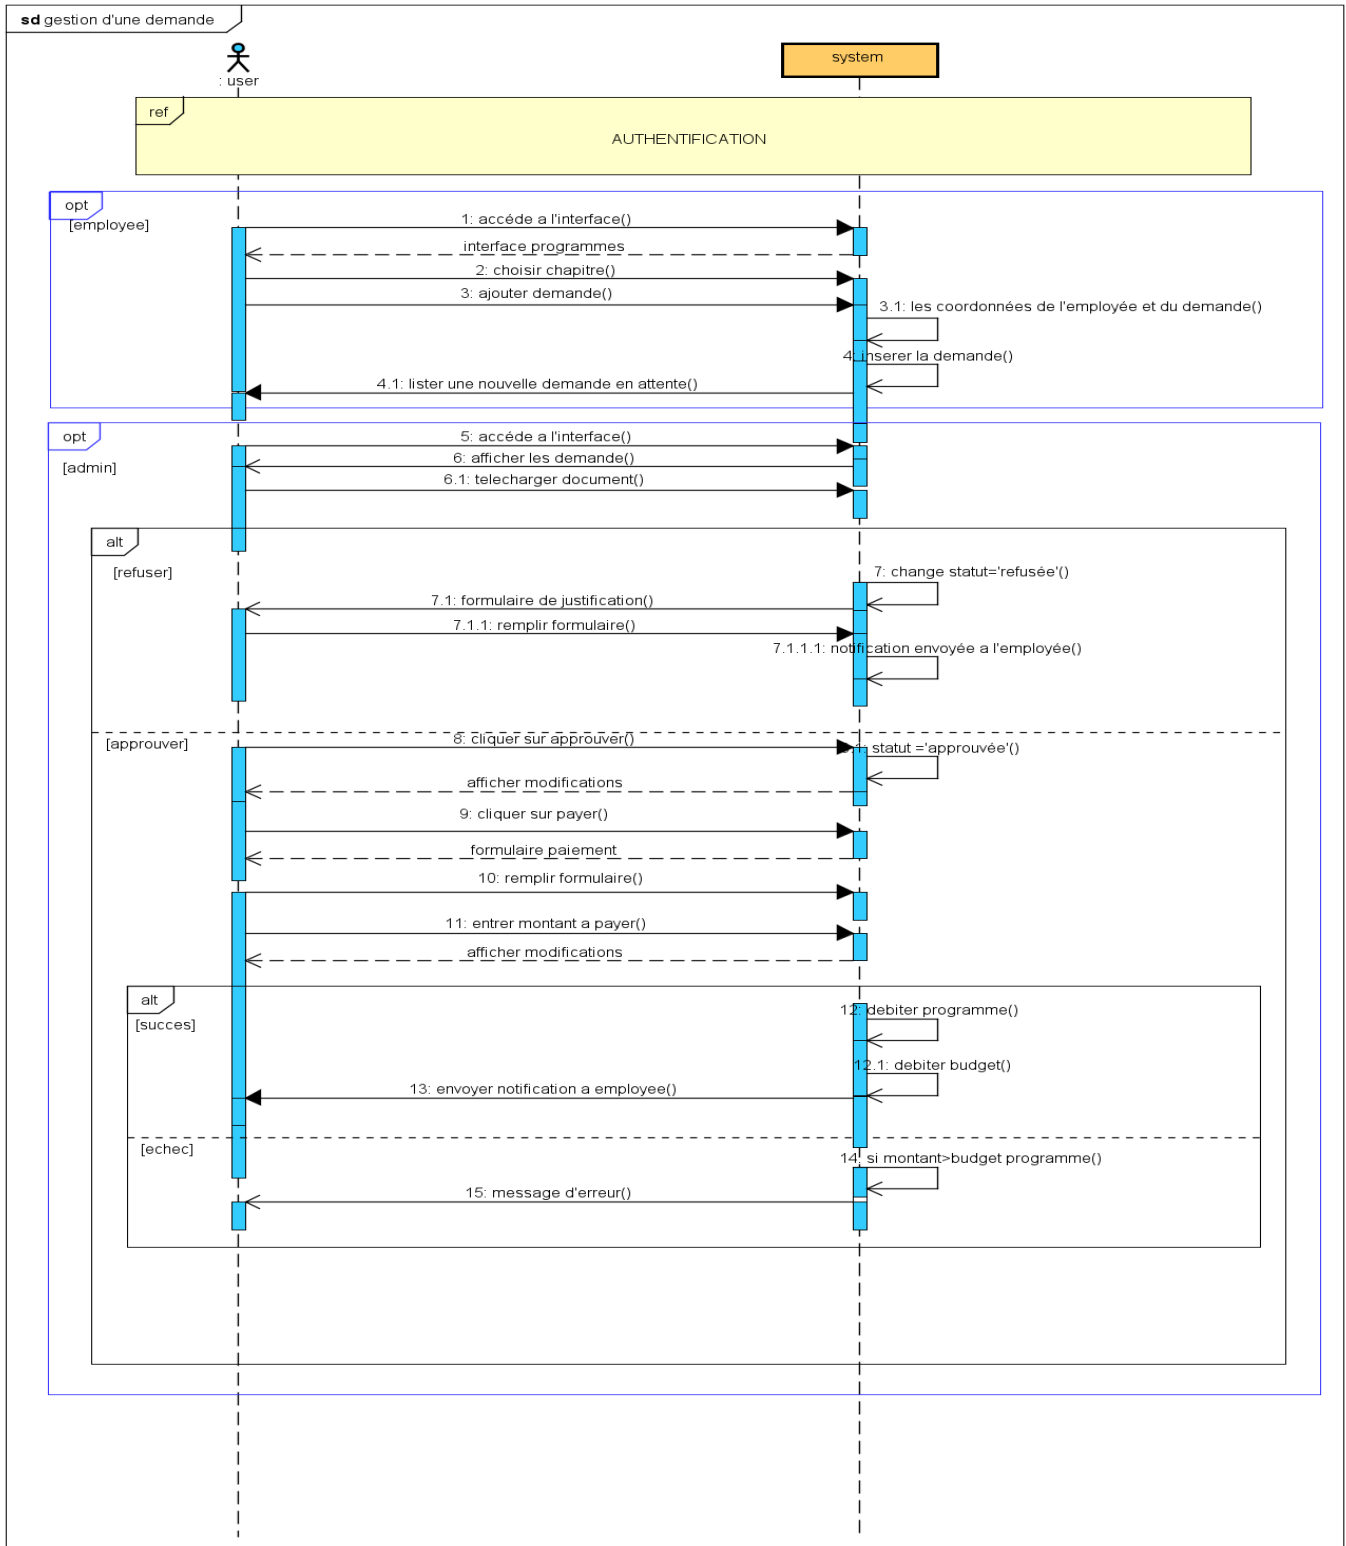 sd gestion d'une demande
: user
system
ref
AUTHENTIFICATION
opt
[employee]
1: accéde a l'interface()
interface programmes
2: choisir chapitre()
3: ajouter demande()
3.1: les coordonnées de l'employée et du demande()
4: inserer la demande()
4.1: lister une nouvelle demande en attente()
opt
[admin]
5: accéde a l'interface()
6: afficher les demande()
6.1: telecharger document()
alt
[refuser]
7: change statut='refusée'()
7.1: formulaire de justification()
7.1.1: remplir formulaire()
7.1.1.1: notification envoyée a l'employée()
[approuver]
8: cliquer sur approuver()
statut ='approuvée'()
afficher modifications
9: cliquer sur payer()
formulaire paiement
10: remplir formulaire()
11: entrer montant a payer()
afficher modifications
alt
[succes]
12: debiter programme()
12.1: debiter budget()
13: envoyer notification a employee()
[echec]
14: si montant>budget programme()
15: message d'erreur()